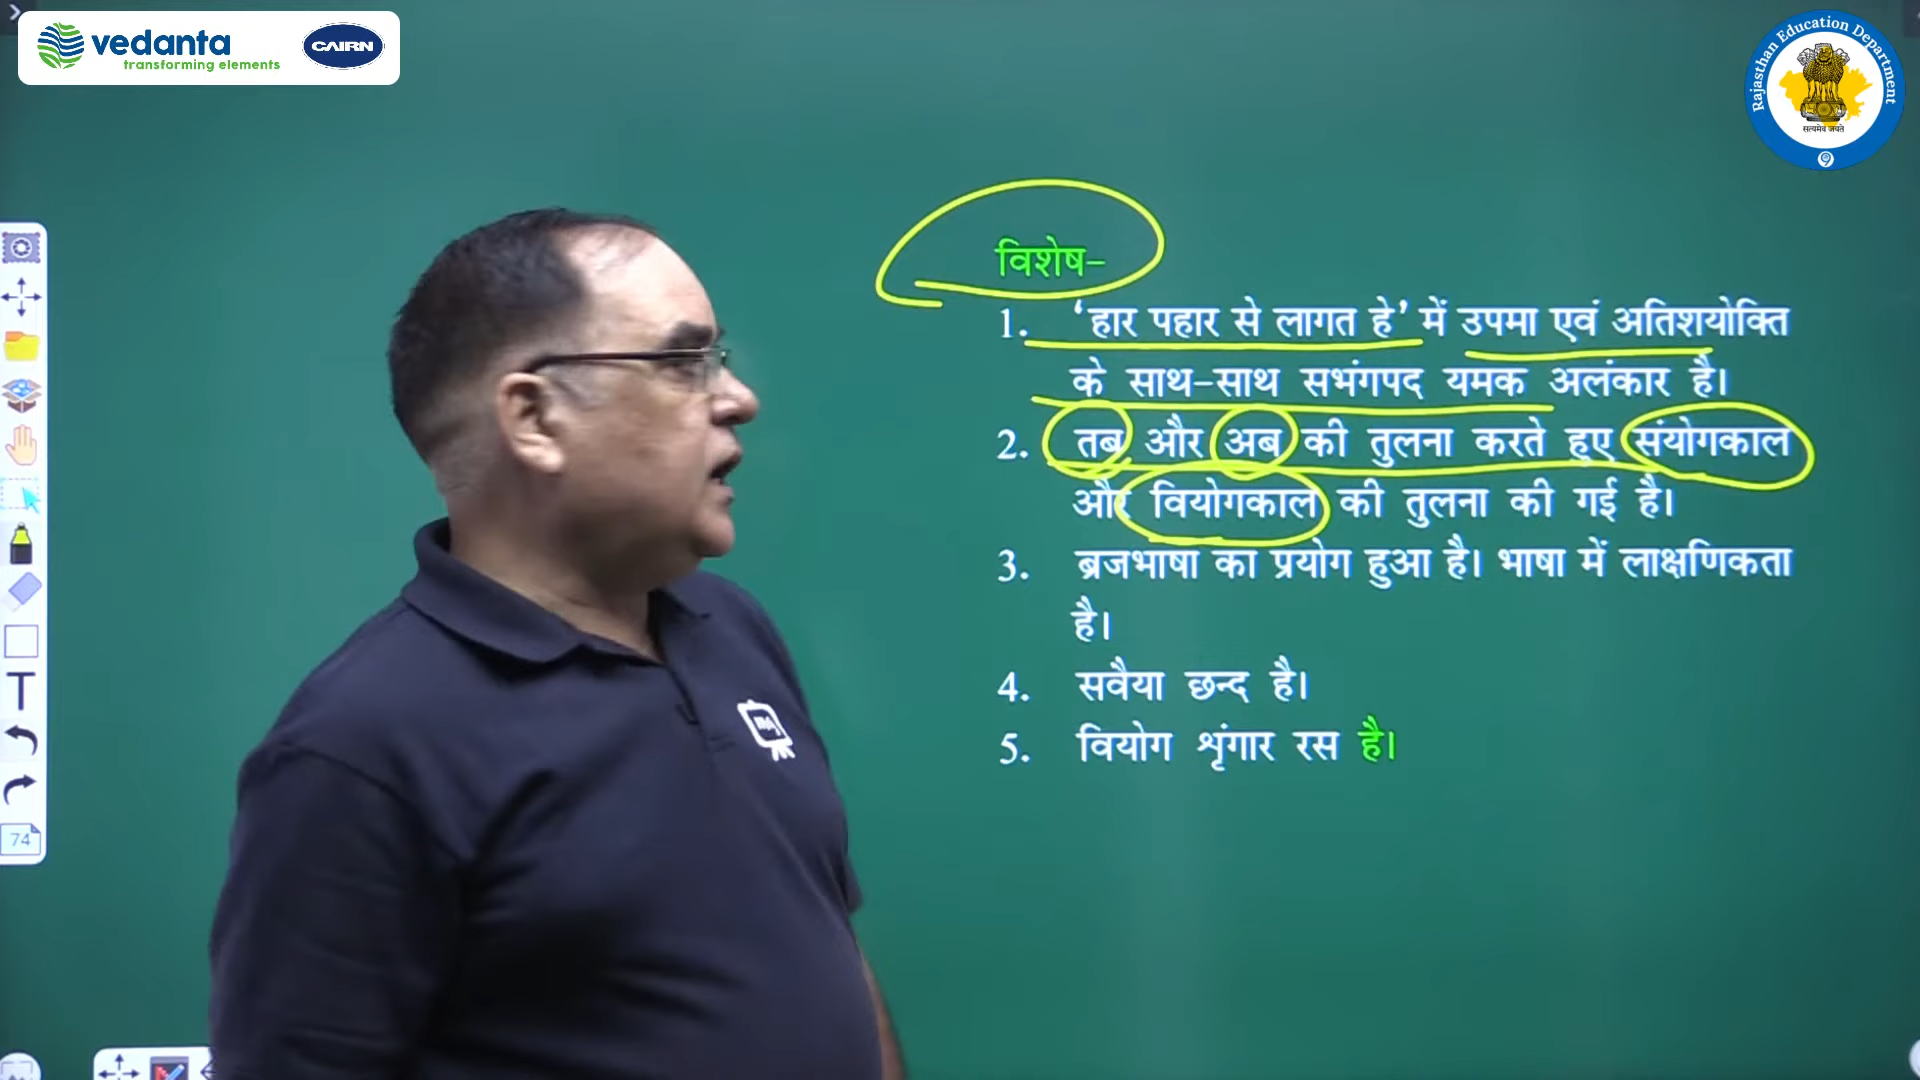 vedanta
transforming elements
CAIRN
Rajasthan Education Department
सत्यमेव जयते
विशेष-
1. 'हार पहार से लागत हे' में उपमा एवं अतिशयोक्ति
के साथ-साथ सभंगपद यमक अलंकार है।
2. तब और अब की तुलना करते हुए संयोगकाल
और वियोगकाल की तुलना की गई है।
3. ब्रजभाषा का प्रयोग हुआ है। भाषा में लाक्षणिकता
है।
4. सवैया छन्द है।
5. वियोग शृंगार रस है।
T
74